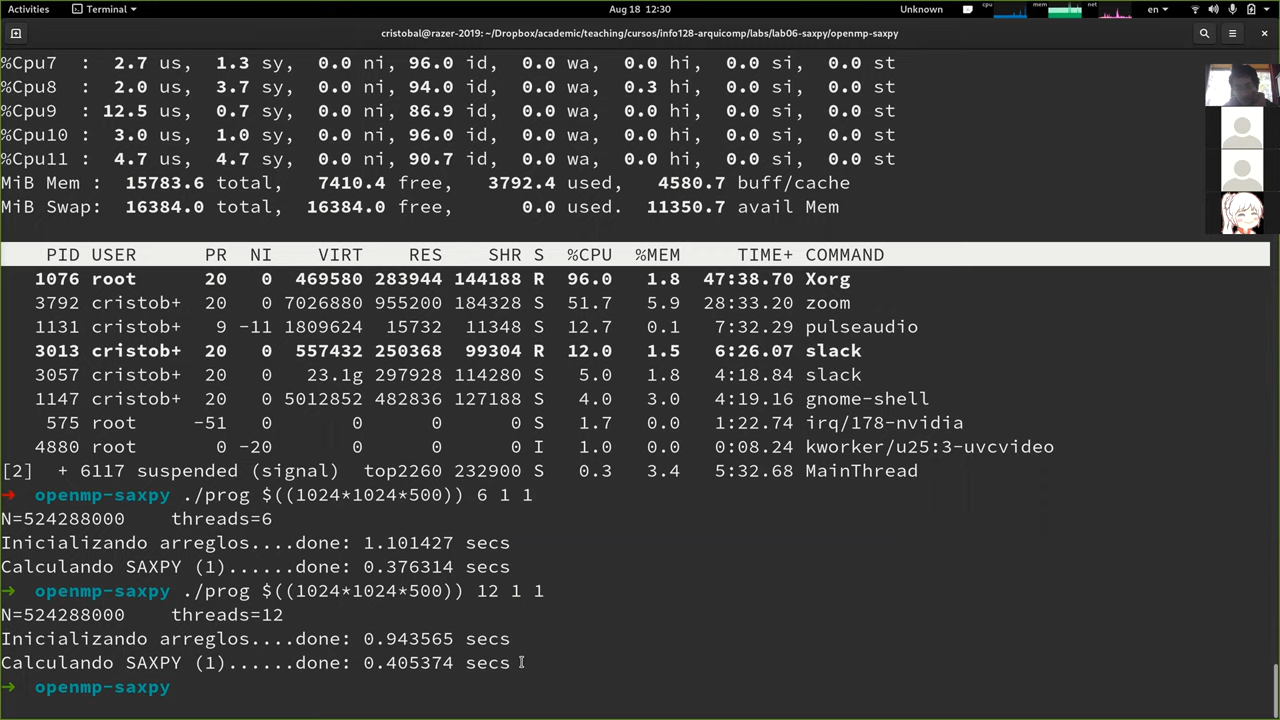 Activities Terminal Aug 18 12:30 Unknown cpu mem net en
cristobal@razer-2019: ~/Dropbox/academic/teaching/cursos/info128-arquicomp/labs/lab06-saxpy/openmp-saxpy
%Cpu7  :  2.7 us,  1.3 sy,  0.0 ni, 96.0 id,  0.0 wa,  0.0 hi,  0.0 si,  0.0 st
%Cpu8  :  2.0 us,  3.7 sy,  0.0 ni, 94.0 id,  0.0 wa,  0.3 hi,  0.0 si,  0.0 st
%Cpu9  : 12.5 us,  0.7 sy,  0.0 ni, 86.9 id,  0.0 wa,  0.0 hi,  0.0 si,  0.0 st
%Cpu10 :  3.0 us,  1.0 sy,  0.0 ni, 96.0 id,  0.0 wa,  0.0 hi,  0.0 si,  0.0 st
%Cpu11 :  4.7 us,  4.7 sy,  0.0 ni, 90.7 id,  0.0 wa,  0.0 hi,  0.0 si,  0.0 st
MiB Mem :  15783.6 total,   7410.4 free,   3792.4 used,   4580.7 buff/cache
MiB Swap:  16384.0 total,  16384.0 free,      0.0 used.  11350.7 avail Mem
PID USER      PR  NI    VIRT    RES    SHR S  %CPU  %MEM     TIME+ COMMAND
1076 root      20   0  469580 283944 144188 R  96.0   1.8  47:38.70 Xorg
3792 cristob+  20   0 7026880 955200 184328 S  51.7   5.9  28:33.20 zoom
1131 cristob+   9 -11 1809624  15732  11348 S  12.7   0.1   7:32.29 pulseaudio
3013 cristob+  20   0  557432 250368  99304 R  12.0   1.5   6:26.07 slack
3057 cristob+  20   0   23.1g 297928 114280 S   5.0   1.8   4:18.84 slack
1147 cristob+  20   0 5012852 482836 127188 S   4.0   3.0   4:19.16 gnome-shell
575 root     -51   0       0      0      0 S   1.7   0.0   1:22.74 irq/178-nvidia
4880 root       0 -20       0      0      0 I   1.0   0.0   0:08.24 kworker/u25:3-uvcvideo
[2]  + 6117 suspended (signal)  top2260 232900 S   0.3   3.4   5:32.68 MainThread
➜  openmp-saxpy ./prog $((1024*1024*500)) 6 1 1
N=524288000    threads=6
Inicializando arreglos....done: 1.101427 secs
Calculando SAXPY (1)......done: 0.376314 secs
➜  openmp-saxpy ./prog $((1024*1024*500)) 12 1 1
N=524288000    threads=12
Inicializando arreglos....done: 0.943565 secs
Calculando SAXPY (1)......done: 0.405374 secs
➜  openmp-saxpy